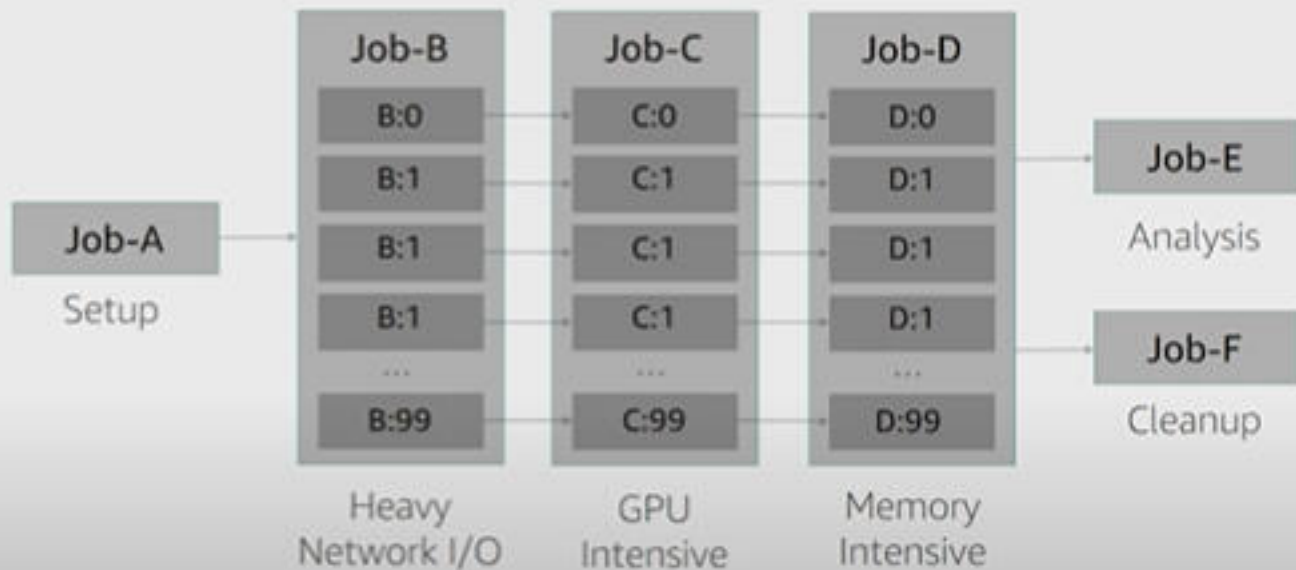 Job-A
Setup
Job-B
B:0
B:1
B:1
B:1
...
B:99
Heavy
Network I/O
Job-C
C:0
C:1
C:1
C:1
...
C:99
GPU
Intensive
Job-D
D:0
D:1
D:1
D:1
...
D:99
Memory
Intensive
Job-E
Analysis
Job-F
Cleanup